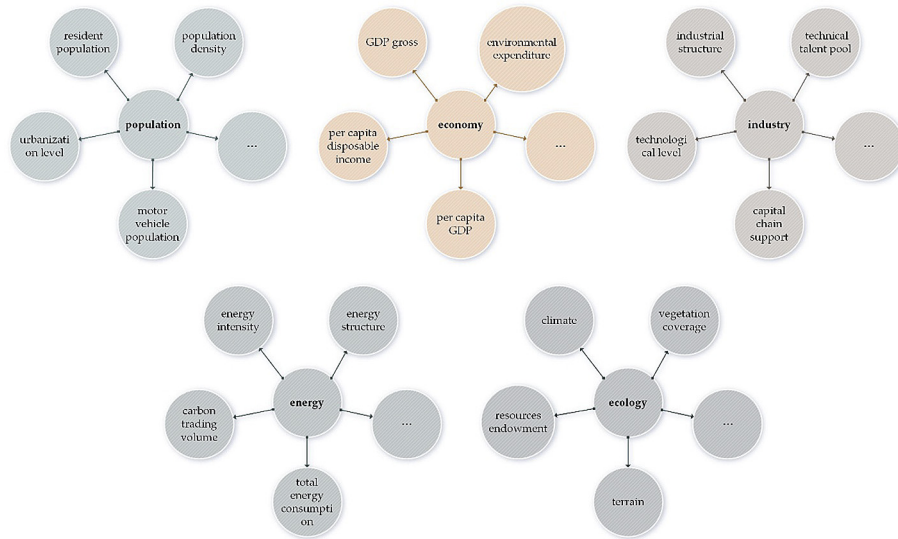 resident
population
population
density
urbanizati
on level
population
...
motor
vehicle
population
GDP gross
environmental
expenditure
per capita
disposable
income
economy
...
per capita
GDP
industrial
structure
technical
talent pool
technologi
cal level
industry
...
capital
chain
support
energy
intensity
energy
structure
carbon
trading
volume
energy
...
total
energy
consumpti
on
climate
vegetation
coverage
resources
endowment
ecology
...
terrain